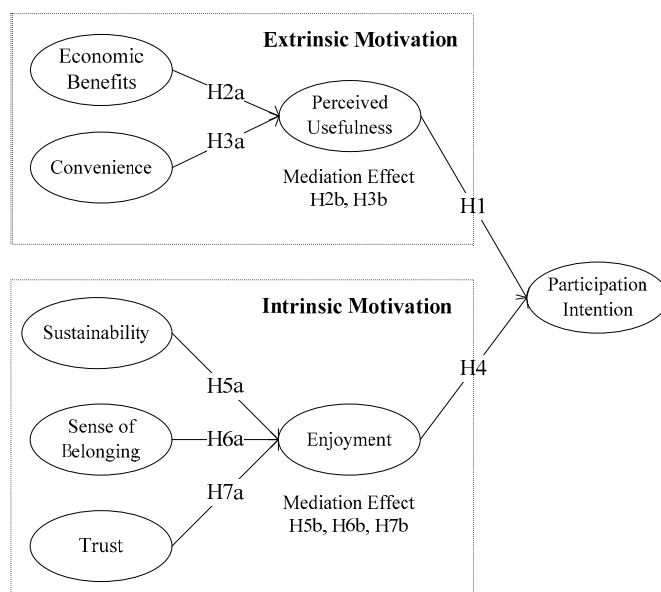 Extrinsic Motivation
Economic
Benefits
H2a
Perceived
Usefulness
H3a
Convenience
Mediation Effect
H2b, H3b
H1
Participation
Intention
Intrinsic Motivation
Sustainability
H4
H5a
Sense of
Belonging
H6a
Enjoyment
H7a
Mediation Effect
H5b, H6b, H7b
Trust